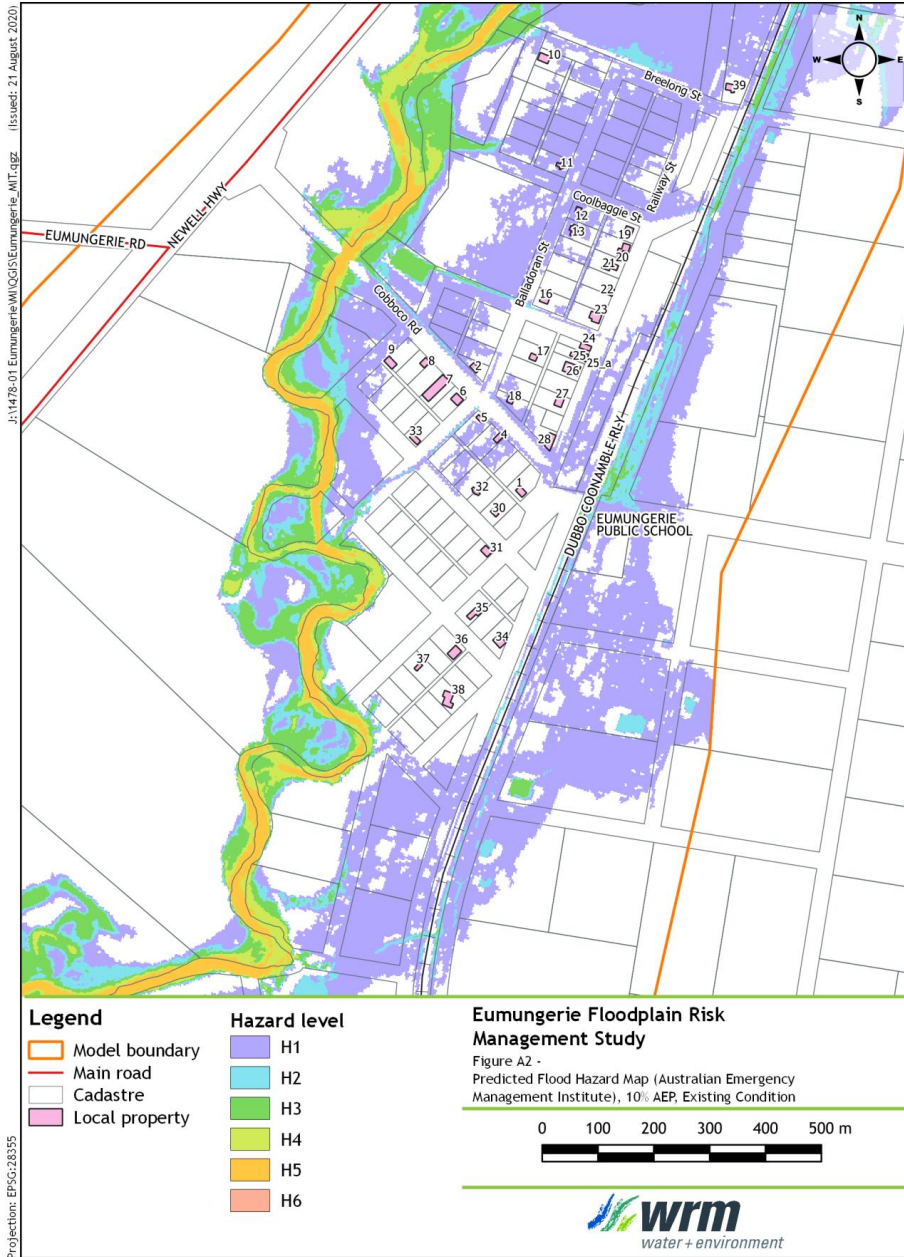 J:\1478-01 Eumungerie\WI\QGIS\Eumungerie_MIT.qgz (Issued: 21 August 2020)
N
W
E
S
10
Breelong St
39
11
NEWELL HWY
EUMUNGERIE RD
Railway St
Coolbaggie St
12
13
19
20
21
Balladoran St
22
16
23
Cobboco Rd
24
17
25
25_a
26
9
8
2
7
6
18
27
5
33
4
28
DUBBO-COONAMBLE RLY
32
1
30
EUMUNGERIE
PUBLIC SCHOOL
31
35
34
36
37
38
Legend
Model boundary
Main road
Cadastre
Local property
Hazard level
H1
H2
H3
H4
H5
H6
Eumungerie Floodplain Risk
Management Study
Figure A2 -
Predicted Flood Hazard Map (Australian Emergency
Management Institute), 10% AEP, Existing Condition
0 100 200 300 400 500 m
wrm
water + environment
Projection: EPSG:28355